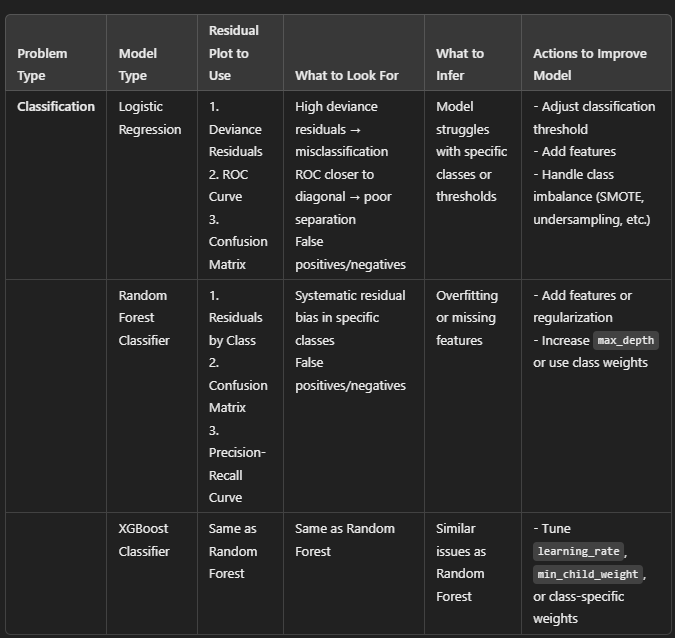 Problem Type
Model Type
Residual Plot to Use
What to Look For
What to Infer
Actions to Improve Model
Classification
Logistic
Regression
1.
Deviance
Residuals
2. ROC
Curve
3.
Confusion
Matrix
High deviance
residuals →
misclassification
ROC closer to
diagonal → poor
separation
False
positives/negatives
Model
struggles
with specific
classes or
thresholds
- Adjust classification
threshold
- Add features
- Handle class
imbalance (SMOTE,
undersampling, etc.)
Random
Forest
Classifier
1.
Residuals
by Class
2.
Confusion
Matrix
3.
Precision-
Recall
Curve
Systematic residual
bias in specific
classes
False
positives/negatives
Overfitting
or missing
features
- Add features or
regularization
- Increase max_depth
or use class weights
XGBoost
Classifier
Same as
Random
Forest
Same as Random
Forest
Similar
issues as
Random
Forest
- Tune
learning_rate,
min_child_weight,
or class-specific
weights